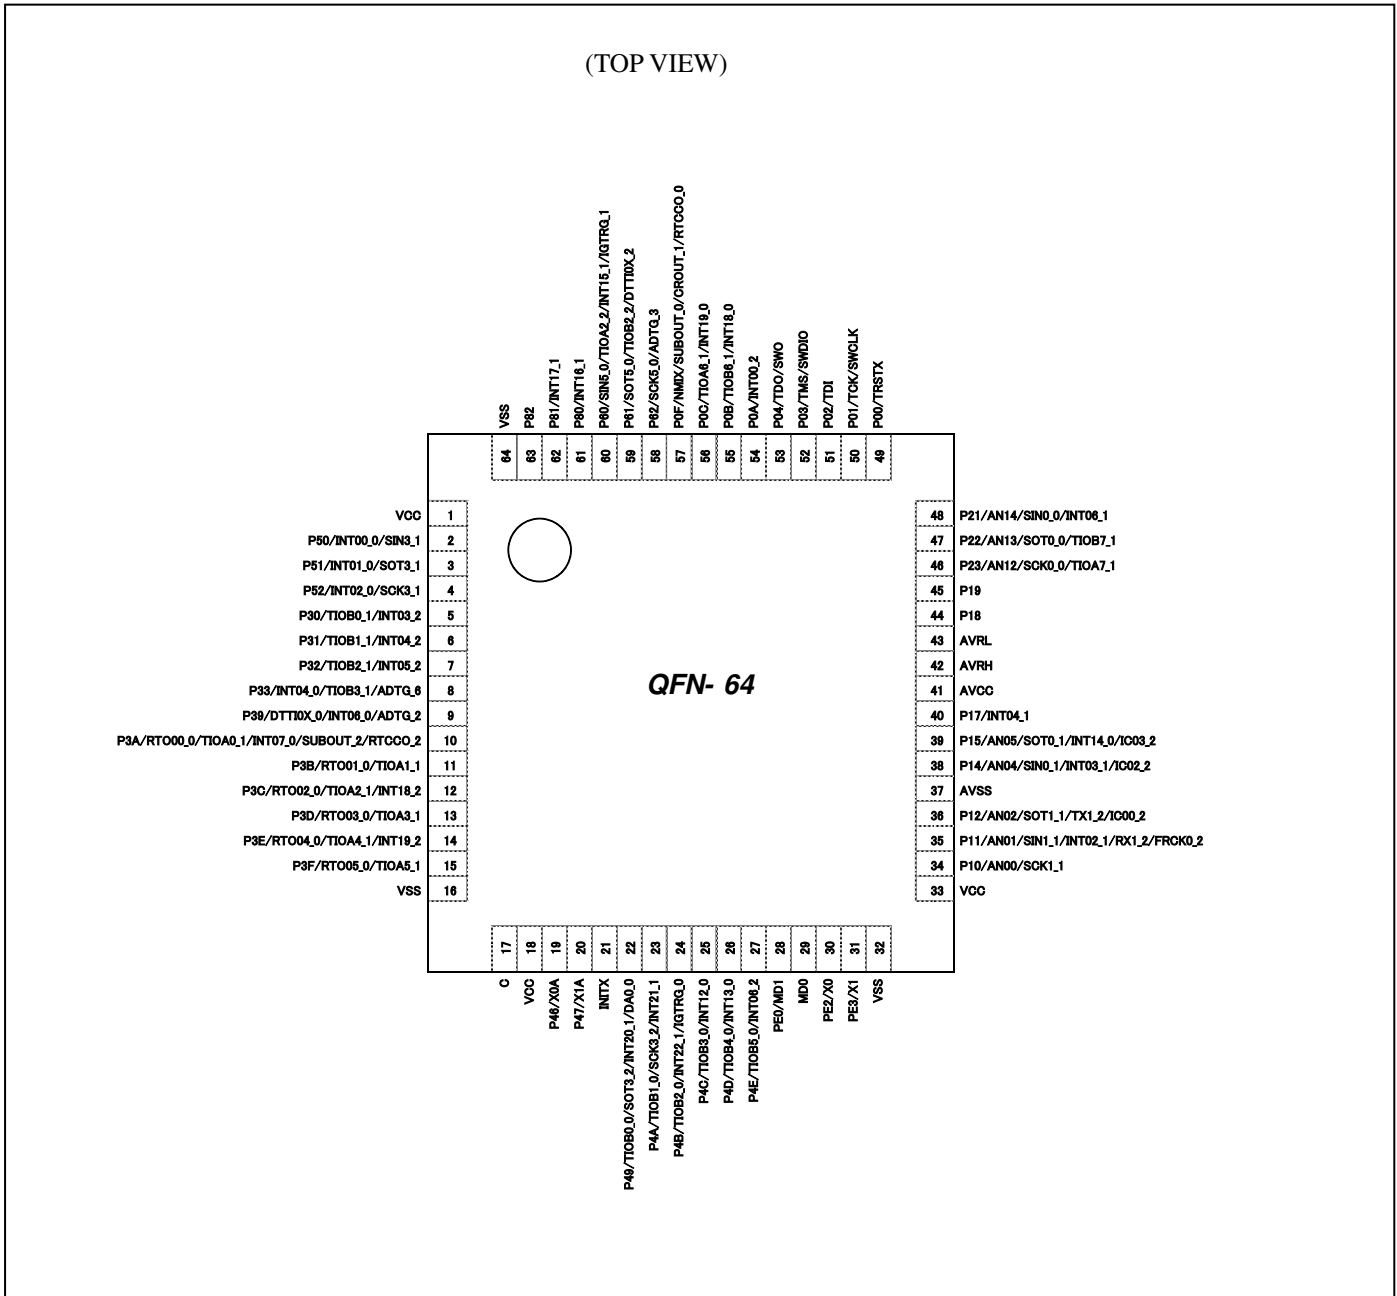 (TOP VIEW)
VSS
P82
P81/INT17_1
P80/INT16_1
P60/SIN5_0/TIOA2_2/INT15_1/IGTRG_1
P61/SOT5_0/TIOB2_2/DTTI0X_2
P62/SCK5_0/ADTG_3
P0F/NMIX/SUBOUT_0/CROUT_1/RTCCO_0
P0C/TIOA6_1/INT19_0
P0B/TIOB6_1/INT18_0
P0A/INT00_2
P04/TDO/SWO
P03/TMS/SWDIO
P02/TDI
P01/TCK/SWCLK
P00/TRSTX
64 63 62 61 60 59 58 57 56 55 54 53 52 51 50 49
VCC 1
P50/INT00_0/SIN3_1 2
P51/INT01_0/SOT3_1 3
P52/INT02_0/SCK3_1 4
P30/TIOB0_1/INT03_2 5
P31/TIOB1_1/INT04_2 6
P32/TIOB2_1/INT05_2 7
P33/INT04_0/TIOB3_1/ADTG_6 8
P39/DTTI0X_0/INT06_0/ADTG_2 9
P3A/RTO00_0/TIOA0_1/INT07_0/SUBOUT_2/RTCCO_2 10
P3B/RTO01_0/TIOA1_1 11
P3C/RTO02_0/TIOA2_1/INT18_2 12
P3D/RTO03_0/TIOA3_1 13
P3E/RTO04_0/TIOA4_1/INT19_2 14
P3F/RTO05_0/TIOA5_1 15
VSS 16
QFN- 64
48 P21/AN14/SIN0_0/INT06_1
47 P22/AN13/SOT0_0/TIOB7_1
46 P23/AN12/SCK0_0/TIOA7_1
45 P19
44 P18
43 AVRL
42 AVRH
41 AVCC
40 P17/INT04_1
39 P15/AN05/SOT0_1/INT14_0/IC03_2
38 P14/AN04/SIN0_1/INT03_1/IC02_2
37 AVSS
36 P12/AN02/SOT1_1/TX1_2/IC00_2
35 P11/AN01/SIN1_1/INT02_1/RX1_2/FRCK0_2
34 P10/AN00/SCK1_1
33 VCC
17 18 19 20 21 22 23 24 25 26 27 28 29 30 31 32
C
VCC
P46/X0A
P47/X1A
INITX
P49/TIOB0_0/SOT3_2/INT20_1/DA0_0
P4A/TIOB1_0/SCK3_2/INT21_1
P4B/TIOB2_0/INT22_1/IGTRG_0
P4C/TIOB3_0/INT12_0
P4D/TIOB4_0/INT13_0
P4E/TIOB5_0/INT06_2
PE0/MD1
MD0
PE2/X0
PE3/X1
VSS